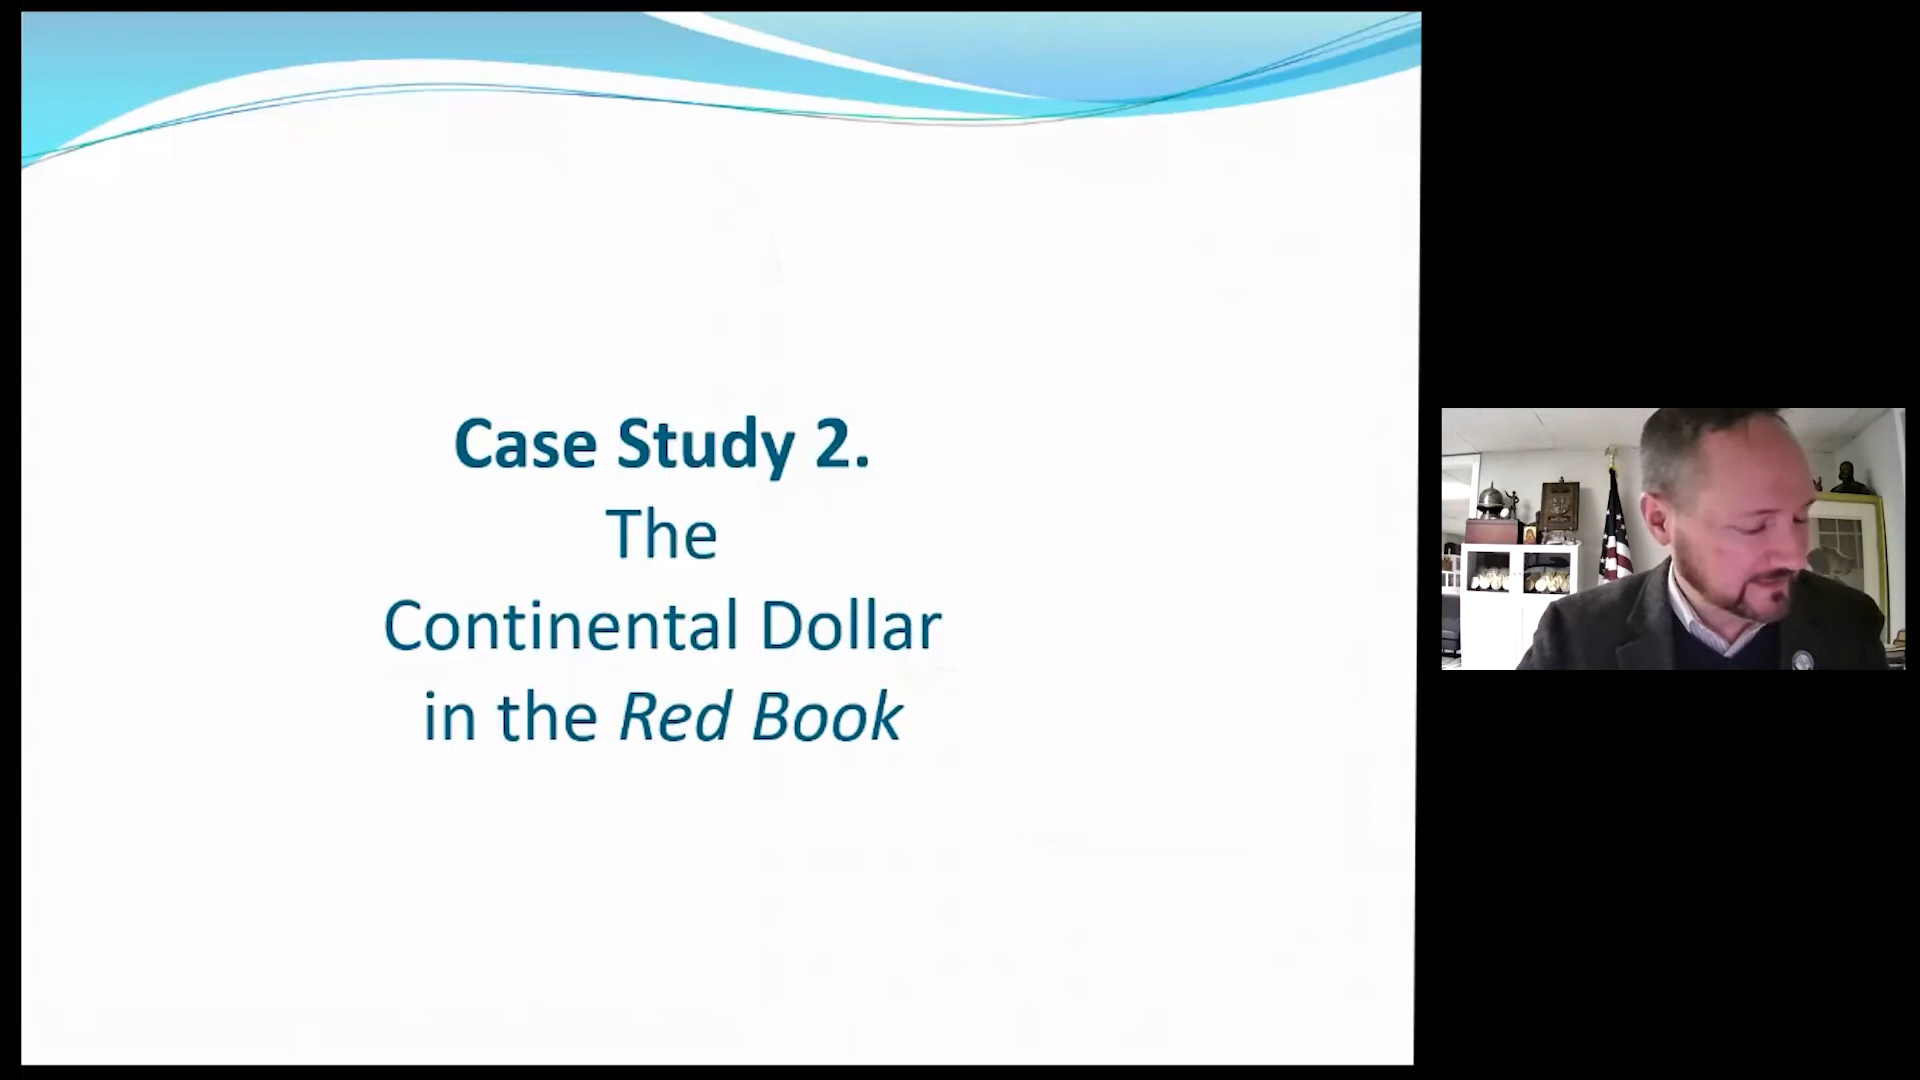 Case Study 2.
The
Continental Dollar
in the Red Book